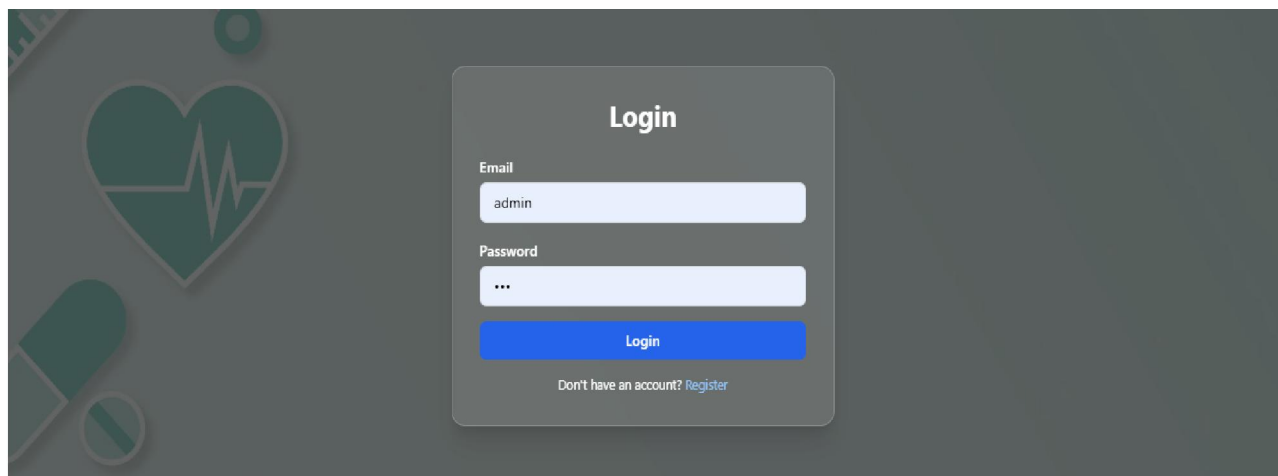 Login
Email
admin
Password
•••
Login
Don't have an account? Register